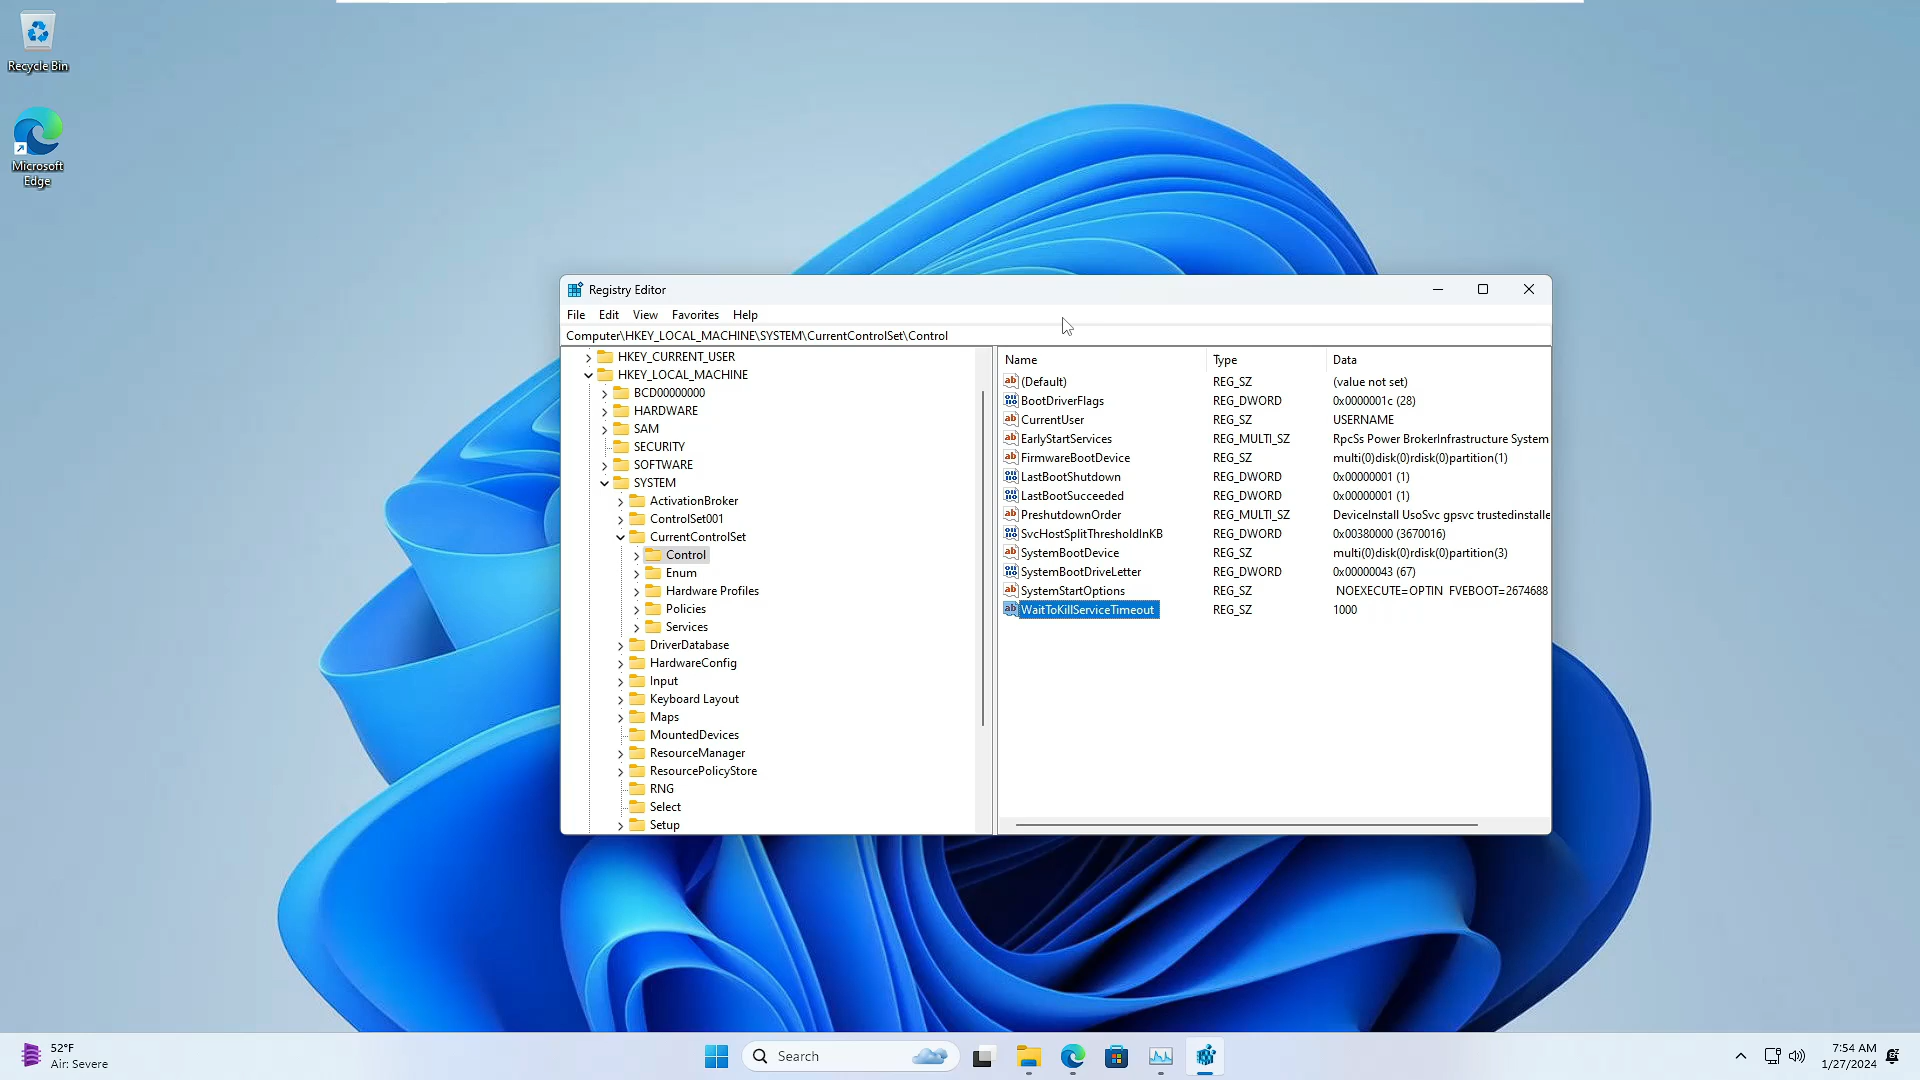 Recycle Bin
Microsoft
Edge
Registry Editor
File Edit View Favorites Help
Computer\HKEY_LOCAL_MACHINE\SYSTEM\CurrentControlSet\Control
HKEY_CURRENT_USER
HKEY_LOCAL_MACHINE
BCD00000000
HARDWARE
SAM
SECURITY
SOFTWARE
SYSTEM
ActivationBroker
ControlSet001
CurrentControlSet
Control
Enum
Hardware Profiles
Policies
Services
DriverDatabase
HardwareConfig
Input
Keyboard Layout
Maps
MountedDevices
ResourceManager
ResourcePolicyStore
RNG
Select
Setup
Name Type Data
(Default) REG_SZ (value not set)
BootDriverFlags REG_DWORD 0x0000001c (28)
CurrentUser REG_SZ USERNAME
EarlyStartServices REG_MULTI_SZ RpcSs Power BrokerInfrastructure System
FirmwareBootDevice REG_SZ multi(0)disk(0)rdisk(0)partition(1)
LastBootShutdown REG_DWORD 0x00000001 (1)
LastBootSucceeded REG_DWORD 0x00000001 (1)
PreshutdownOrder REG_MULTI_SZ DeviceInstall UsoSvc gpsvc trustedinstalle
SvcHostSplitThresholdInKB REG_DWORD 0x00380000 (3670016)
SystemBootDevice REG_SZ multi(0)disk(0)rdisk(0)partition(3)
SystemBootDriveLetter REG_DWORD 0x00000043 (67)
SystemStartOptions REG_SZ NOEXECUTE=OPTIN FVEBOOT=2674688
WaitToKillServiceTimeout REG_SZ 1000
52°F
Air: Severe
Search
7:54 AM
1/27/2024